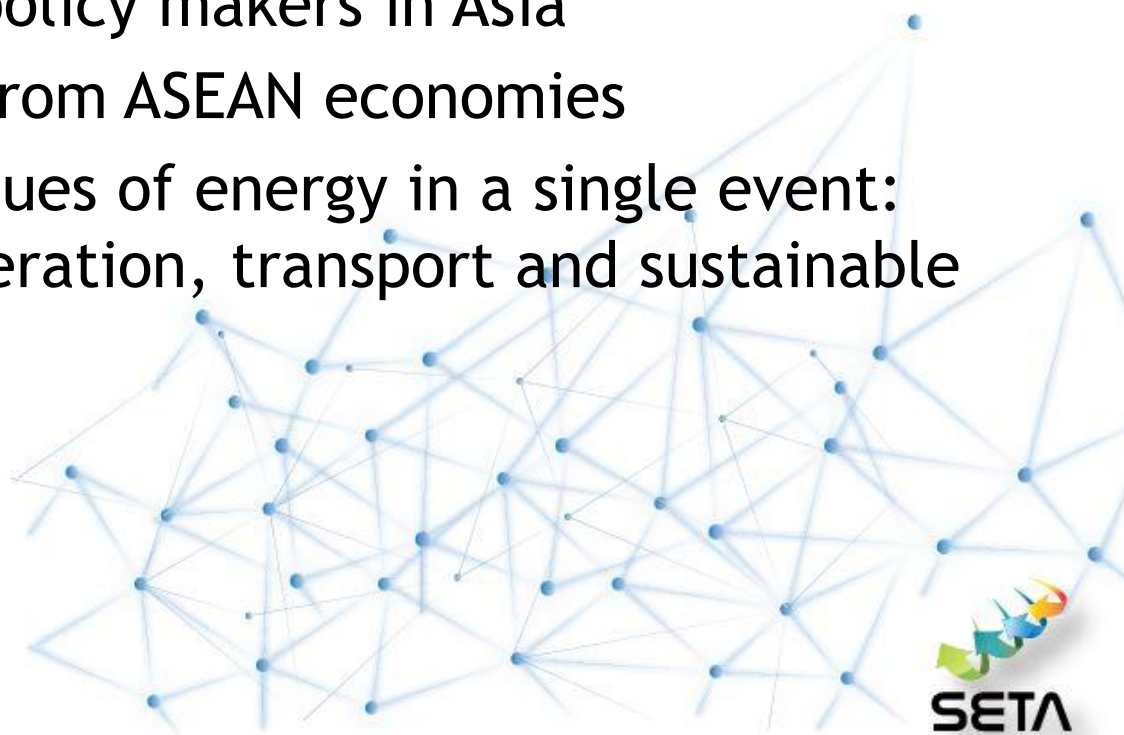 policy makers in Asia
rom ASEAN economies
ues of energy in a single event:
eration, transport and sustainable
SETA